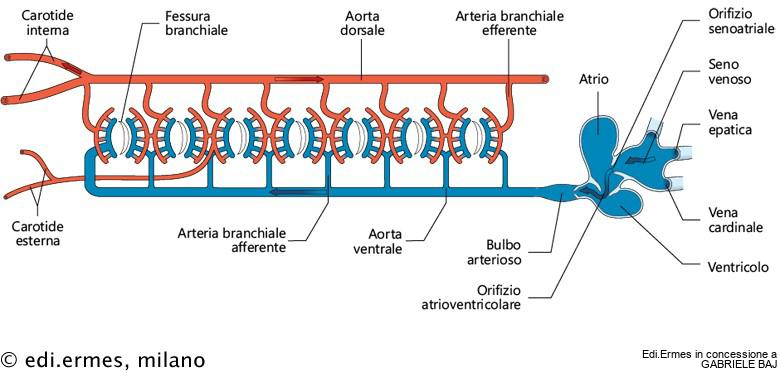 Carotide
interna
Fessura
branchiale
Aorta
dorsale
Arteria branchiale
efferente
Orifizio
senoatriale
Seno
venoso
Atrio
Vena
epatica
Carotide
esterna
Arteria branchiale
afferente
Aorta
ventrale
Bulbo
arterioso
Orifizio
atrioventricolare
Vena
cardinale
Ventricolo
© edi.ermes, milano
Edi.Ermes in concessione a
GABRIELE BAJ